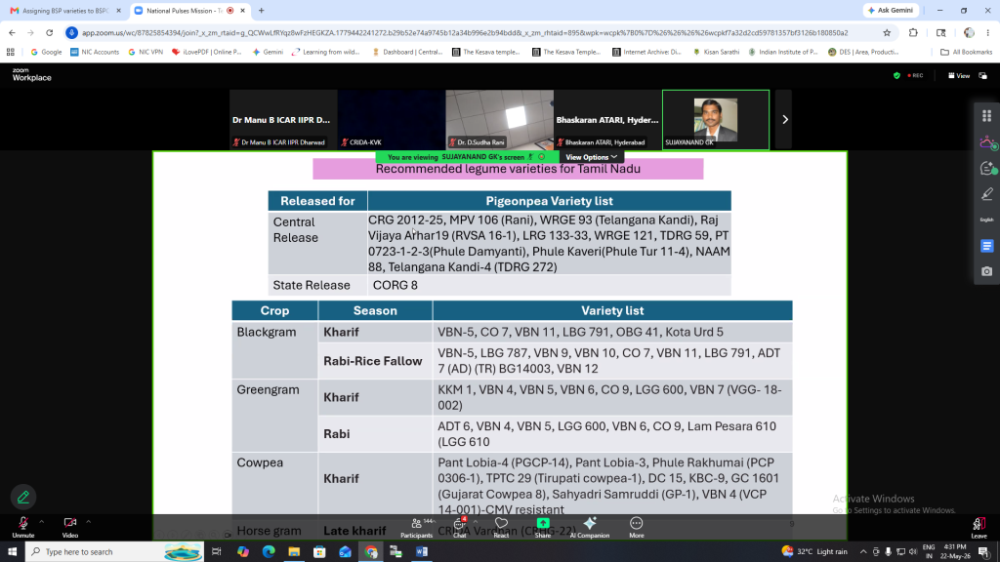 Assigning BSP varieties to BSPC
National Pulses Mission - T
Ask Gemini
app.zoom.us/wc/87825854394/join?_x_zm_rtaid=g_QCWwLfRYqz8wFzHEGKZA.1779442241272.b29b52e74a9745b12a34b996e2b94bdd&_x_zm_rhtaid=895&wpk=wcpk%7B0%7D%26%26%26%26wcpkf7a32d2cd59781357bf3126b180850a2
Google
NIC Accounts
NIC VPN
iLovePDF | Online P...
Gemini
Learning from wild...
Dashboard | Central...
The Kesava temple...
The Kesava Temple...
Internet Archive: Di...
Kisan Sarathi
Indian Institute of P...
DES | Area, Producti...
All Bookmarks
zoom
Workplace
REC
View
Dr Manu B ICAR IIPR D...
Bhaskaran ATARI, Hyder...
Dr Manu B ICAR IIPR Dharwad
CRIDA-KVK
Dr. D.Sudha Rani
Bhaskaran ATARI, Hyderabad
SUJAYANAND GK
You are viewing SUJAYANAND GK's screen
View Options
English
Recommended legume varieties for Tamil Nadu
Released for Pigeonpea Variety list
Central Release CRG 2012-25, MPV 106 (Rani), WRGE 93 (Telangana Kandi), Raj
Vijaya Arhar19 (RVSA 16-1), LRG 133-33, WRGE 121, TDRG 59, PT
0723-1-2-3(Phule Damyanti), Phule Kaveri(Phule Tur 11-4), NAAM
88, Telangana Kandi-4 (TDRG 272)
State Release CORG 8
Crop Season Variety list
Blackgram Kharif VBN-5, CO 7, VBN 11, LBG 791, OBG 41, Kota Urd 5
Rabi-Rice Fallow VBN-5, LBG 787, VBN 9, VBN 10, CO 7, VBN 11, LBG 791, ADT
7 (AD) (TR) BG14003, VBN 12
Greengram Kharif KKM 1, VBN 4, VBN 5, VBN 6, CO 9, LGG 600, VBN 7 (VGG- 18-
002)
Rabi ADT 6, VBN 4, VBN 5, LGG 600, VBN 6, CO 9, Lam Pesara 610
(LGG 610
Cowpea Kharif Pant Lobia-4 (PGCP-14), Pant Lobia-3, Phule Rakhumai (PCP
0306-1), TPTC 29 (Tirupati cowpea-1), DC 15, KBC-9, GC 1601
(Gujarat Cowpea 8), Sahyadri Samruddi (GP-1), VBN 4 (VCP
14-001)-CMV resistant
Horse gram Late kharif CRIDA Vardhan (CRHG-22)
9
Activate Windows
Go to Settings to activate Windows.
Unmute
Video
Participants
144
Chat
4
React
Share
AI Companion
More
Leave
Type here to search
32°C Light rain
ENG
IN
4:31 PM
22-May-26